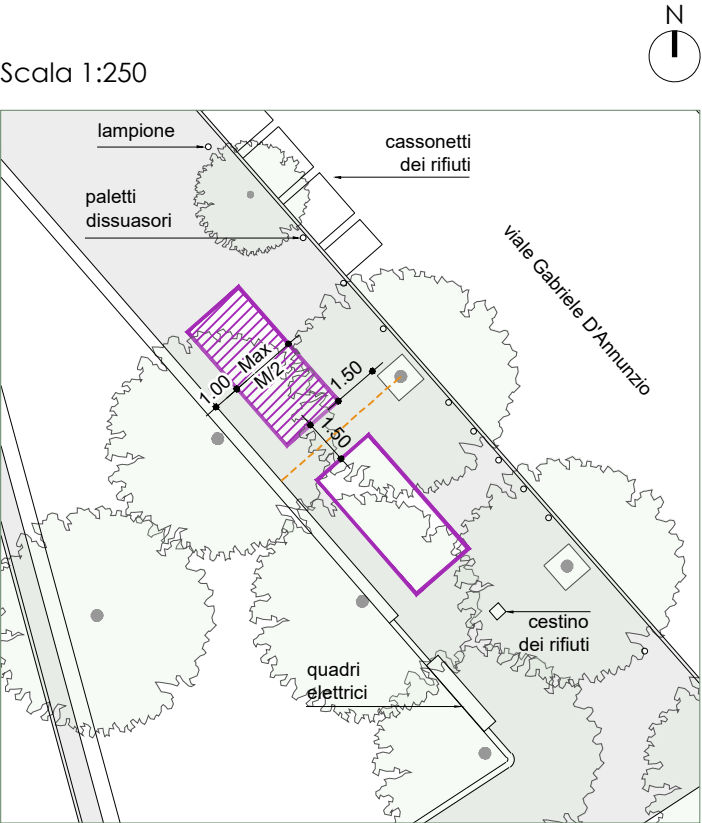 N
Scala 1:250
lampione
cassonetti
dei rifiuti
paletti
dissuasori
viale Gabriele D'Annunzio
Max
M/2
1.00
1.50
1.50
cestino
dei rifiuti
quadri
elettrici